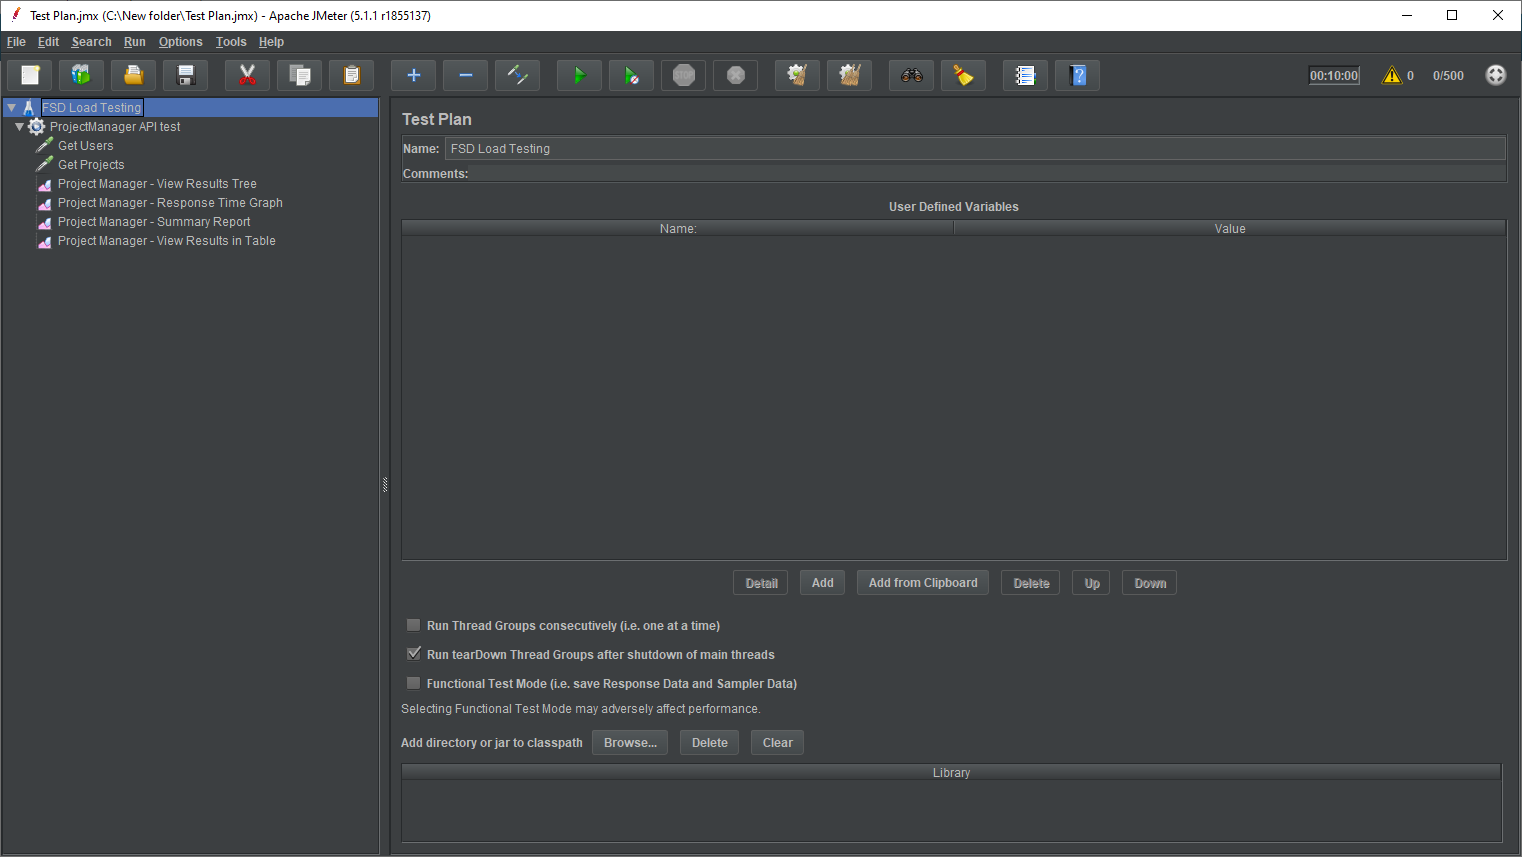 Test Plan.jmx (C:\New folder\Test Plan.jmx) - Apache JMeter (5.1.1 r1855137)
File Edit Search Run Options Tools Help
STOP
00:10:00 0 0/500
FSD Load Testing
ProjectManager API test
Get Users
Get Projects
Project Manager - View Results Tree
Project Manager - Response Time Graph
Project Manager - Summary Report
Project Manager - View Results in Table
Test Plan
Name: FSD Load Testing
Comments:
User Defined Variables
Name: Value
Detail Add Add from Clipboard Delete Up Down
Run Thread Groups consecutively (i.e. one at a time)
Run tearDown Thread Groups after shutdown of main threads
Functional Test Mode (i.e. save Response Data and Sampler Data)
Selecting Functional Test Mode may adversely affect performance.
Add directory or jar to classpath Browse... Delete Clear
Library